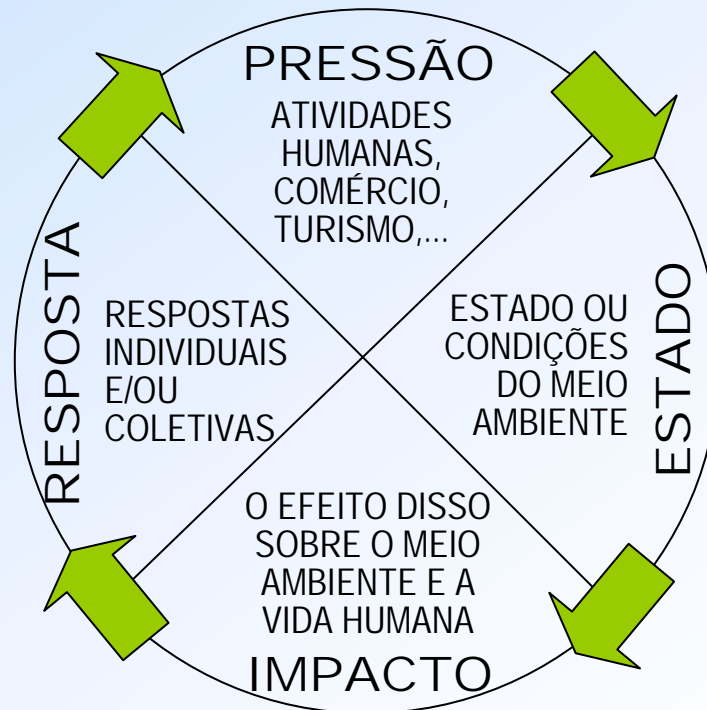 PRESSÃO
ATIVIDADES
HUMANAS,
COMÉRCIO,
TURISMO,...
ESTADO
ESTADO OU
CONDIÇÕES
DO MEIO
AMBIENTE
IMPACTO
O EFEITO DISSO
SOBRE O MEIO
AMBIENTE E A
VIDA HUMANA
RESPOSTA
RESPOSTAS
INDIVIDUAIS
E/OU
COLETIVAS